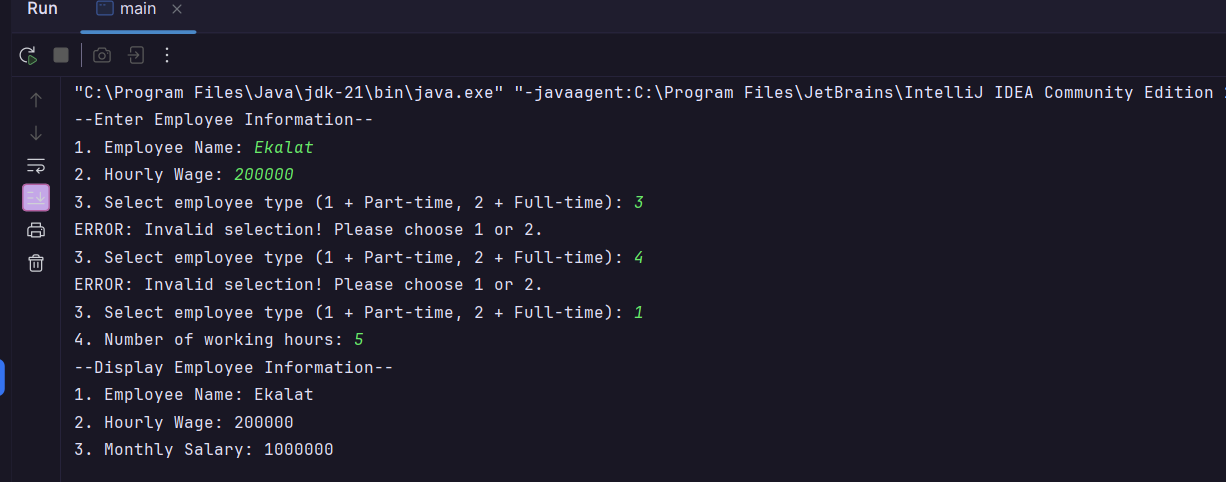 Run main
"C:\Program Files\Java\jdk-21\bin\java.exe" "-javaagent:C:\Program Files\JetBrains\IntelliJ IDEA Community Edition
--Enter Employee Information--
1. Employee Name: Ekalat
2. Hourly Wage: 200000
3. Select employee type (1 + Part-time, 2 + Full-time): 3
ERROR: Invalid selection! Please choose 1 or 2.
3. Select employee type (1 + Part-time, 2 + Full-time): 4
ERROR: Invalid selection! Please choose 1 or 2.
3. Select employee type (1 + Part-time, 2 + Full-time): 1
4. Number of working hours: 5
--Display Employee Information--
1. Employee Name: Ekalat
2. Hourly Wage: 200000
3. Monthly Salary: 1000000